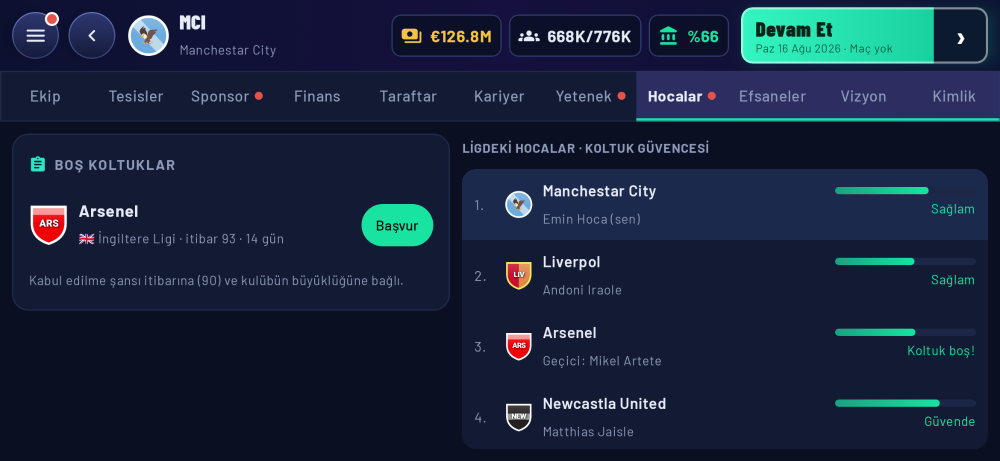 MCI
Manchestar City
€126.8M
668K/776K
%66
Devam Et
Paz 16 Ağu 2026 · Maç yok
Ekip
Tesisler
Sponsor
Finans
Taraftar
Kariyer
Yetenek
Hocalar
Efsaneler
Vizyon
Kimlik
BOŞ KOLTUKLAR
ARS
Arsenel
İngiltere Ligi · itibar 93 · 14 gün
Başvur
Kabul edilme şansı itibarına (90) ve kulübün büyüklüğüne bağlı.
LİGDEKİ HOCALAR · KOLTUK GÜVENCESİ
1.
Manchestar City
Emin Hoca (sen)
Sağlam
2.
LIV
Liverpol
Andoni Iraole
Sağlam
3.
ARS
Arsenel
Geçici: Mikel Artete
Koltuk boş!
4.
NEW
Newcastla United
Matthias Jaisle
Güvende